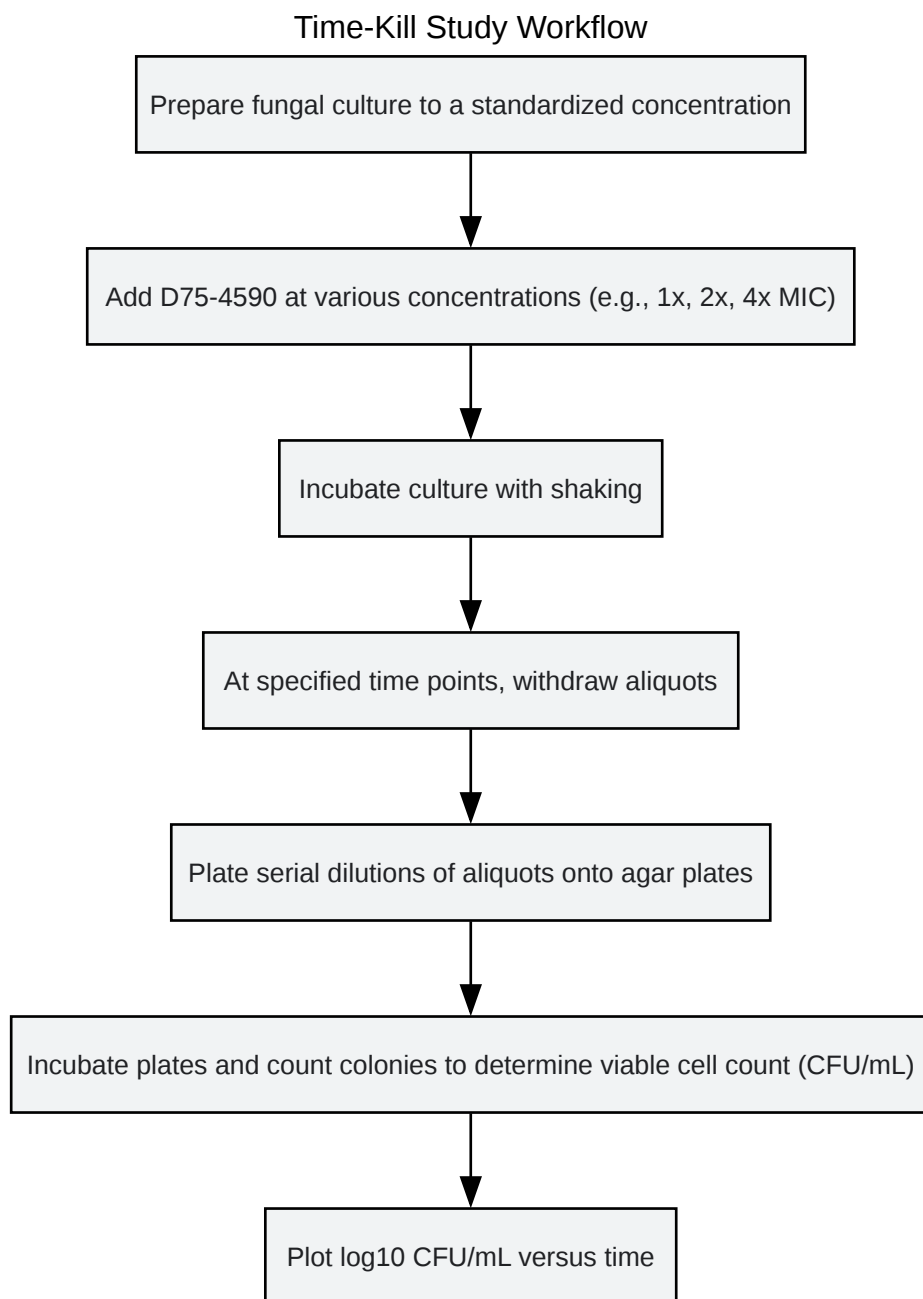 Time-Kill Study Workflow
Prepare fungal culture to a standardized concentration
Add D75-4590 at various concentrations (e.g., 1x, 2x, 4x MIC)
Incubate culture with shaking
At specified time points, withdraw aliquots
Plate serial dilutions of aliquots onto agar plates
Incubate plates and count colonies to determine viable cell count (CFU/mL)
Plot log10 CFU/mL versus time